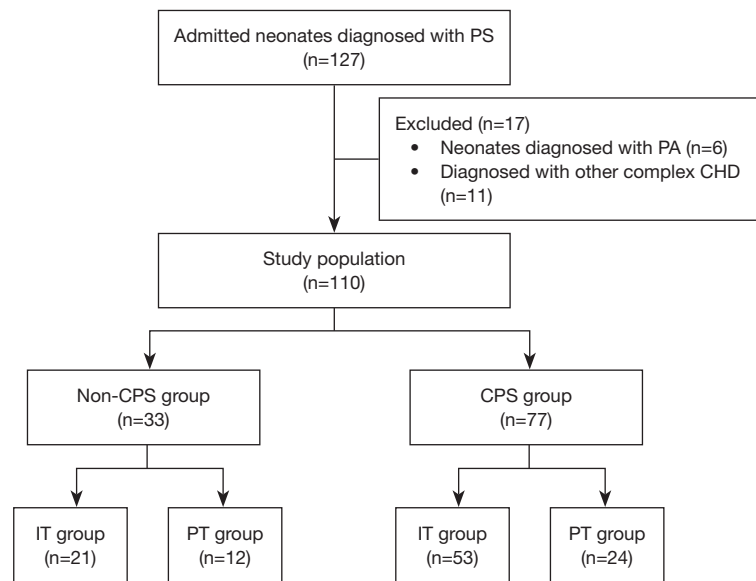 Admitted neonates diagnosed with PS
(n=127)
Excluded (n=17)
• Neonates diagnosed with PA (n=6)
• Diagnosed with other complex CHD
(n=11)
Study population
(n=110)
Non-CPS group
(n=33)
CPS group
(n=77)
IT group
(n=21)
PT group
(n=12)
IT group
(n=53)
PT group
(n=24)